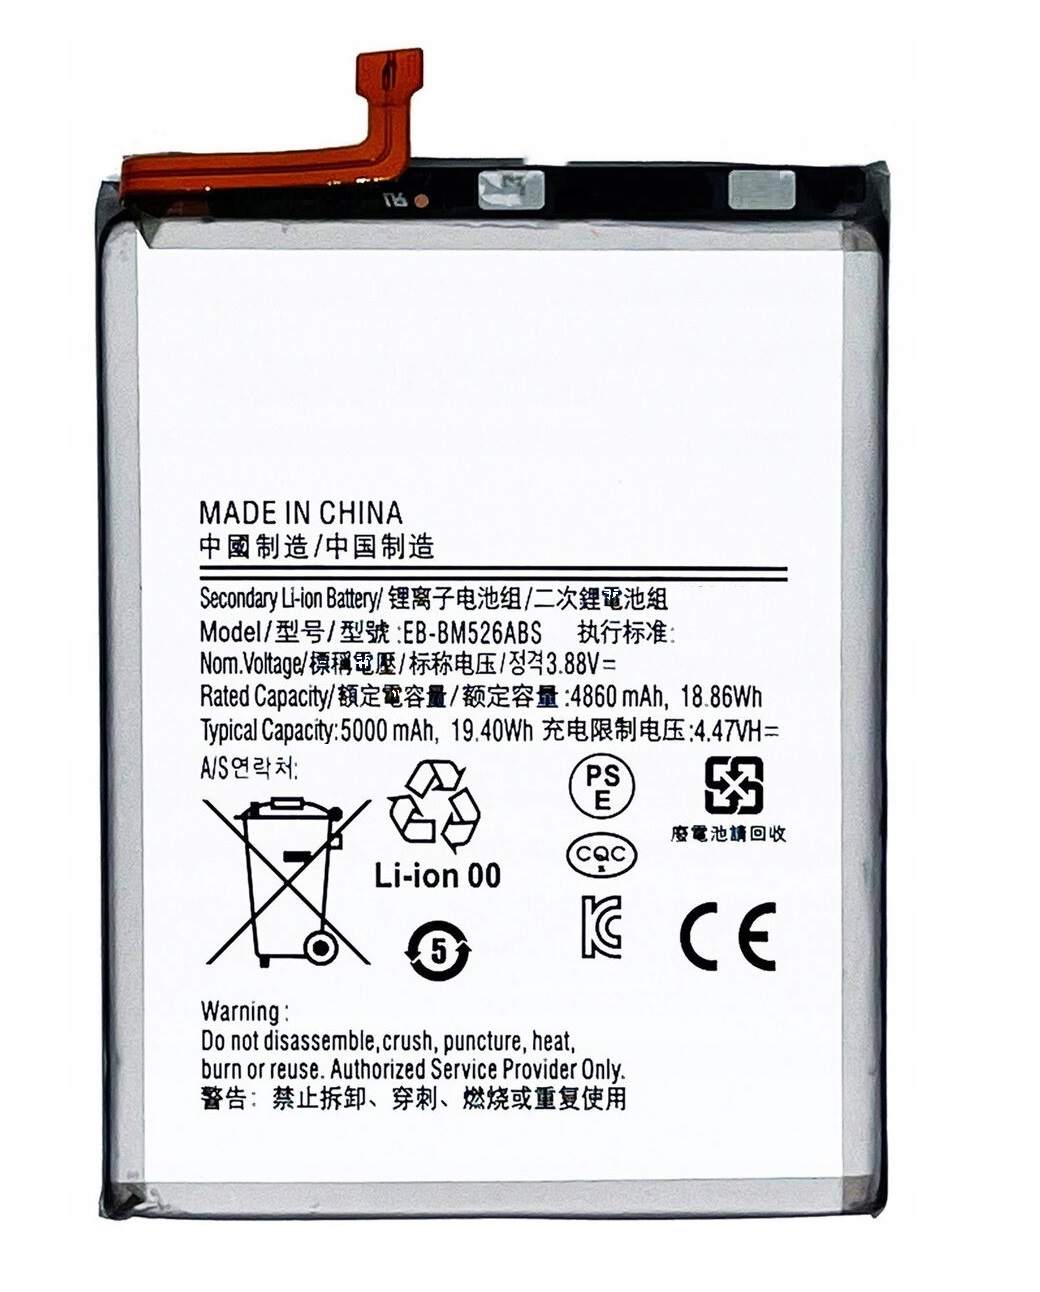 MADE IN CHINA
中國制造/中国制造
Secondary Li-ion Battery/ 锂离子电池组/二次鋰電池組
Model/型号/型號:EB-BM526ABS 执行标准:
Nom.Voltage/標稱電壓/标称电压/정격3.88V=
Rated Capacity/額定電容量/额定容量:4860 mAh, 18.86Wh
Typical Capacity:5000 mAh, 19.40Wh 充电限制电压:4.47VH=
A/S연락처:
PS
E
廢電池請回收
CQC
Li-ion 00
5
CE
Warning:
Do not disassemble,crush, puncture, heat,
burn or reuse. Authorized Service Provider Only.
警告: 禁止拆卸、穿刺、燃烧或重复使用